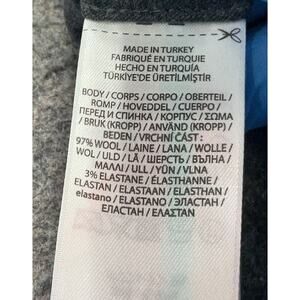 MADE IN TURKEY
FABRIQUÉ EN TURQUIE
HECHO EN TURQUÍA
TÜRKİYE'DE ÜRETİLMİŞTİR
BODY / CORPS / CORPO / OBERTEIL /
ROMP / HOVEDDEL / CUERPO /
ПЕРЕД И СПИНКА / КОРПУС / ΣΩΜΑ
/ BRUK (KROPP) / ANVÄND (KROPP) /
BEDEN / VRCHNÍ ČÁST :
97% WOOL / LAINE / LANA / WOLLE /
WOL / ULD / LÃ / ШЕРСТЬ / ВЪЛНА /
ΜΑΛΛΙ / ULL / YÜN / VLNA
3% ELASTANE / ÉLASTHANNE /
ELASTAN / ELASTAAN / ELASTHAN /
elastano / ELASTANO / ЭЛАСТАН /
ЕЛАСТАН / ΕΛΑΣΤΑΝ